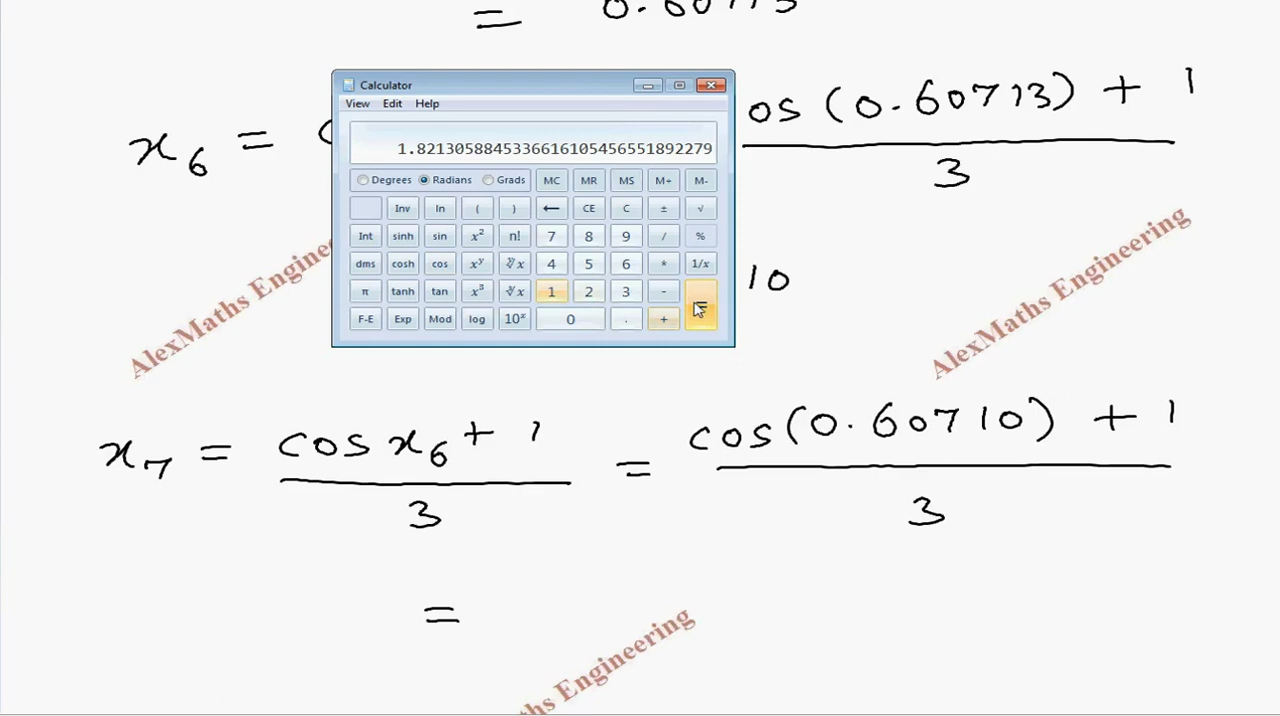 = 0.60713
Calculator
View Edit Help
1.8213058845336616105456551892279
Degrees Radians Grads MC MR MS M+ M-
Inv ln ( ) ← CE C ± √
Int sinh sin x² n! 7 8 9 / %
dms cosh cos xʸ ʸ√x 4 5 6 * 1/x
π tanh tan x³ ³√x 1 2 3 - =
F-E Exp Mod log 10ˣ 0 . +
x₆ = cos(0.60713) + 1
3
10
AlexMaths Engine
AlexMaths Engineering
x₇ = cos x₆ + 1 = cos(0.60710) + 1
3 3
=
AlexMaths Engineering